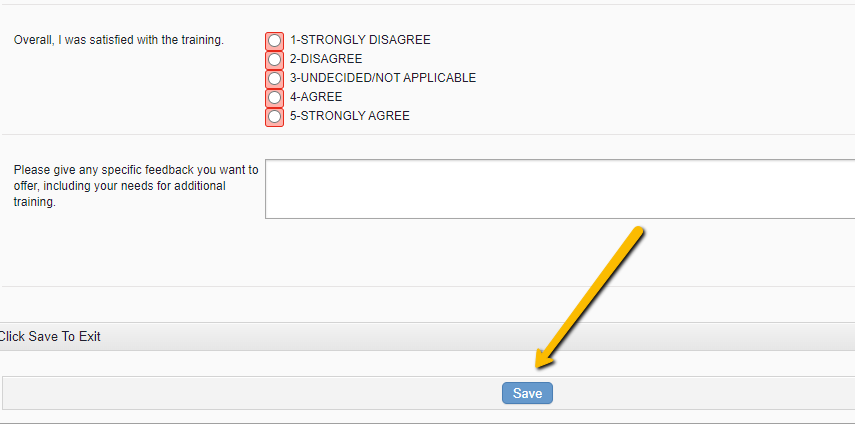 Overall, I was satisfied with the training.
1-STRONGLY DISAGREE
2-DISAGREE
3-UNDECIDED/NOT APPLICABLE
4-AGREE
5-STRONGLY AGREE
Please give any specific feedback you want to
offer, including your needs for additional
training.
Click Save To Exit
Save